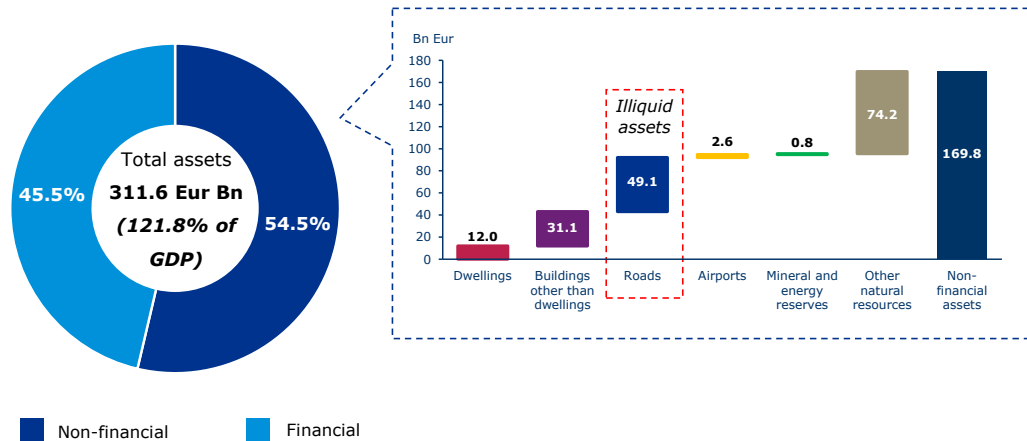 Total assets
311.6 Eur Bn
(121.8% of
GDP)
45.5%
54.5%
Bn Eur
180
160
140
120
100
80
60
40
20
0
Illiquid
assets
12.0
31.1
49.1
2.6
0.8
74.2
169.8
Dwellings
Buildings
other than
dwellings
Roads
Airports
Mineral and
energy
reserves
Other
natural
resources
Non-
financial
assets
Non-financial
Financial